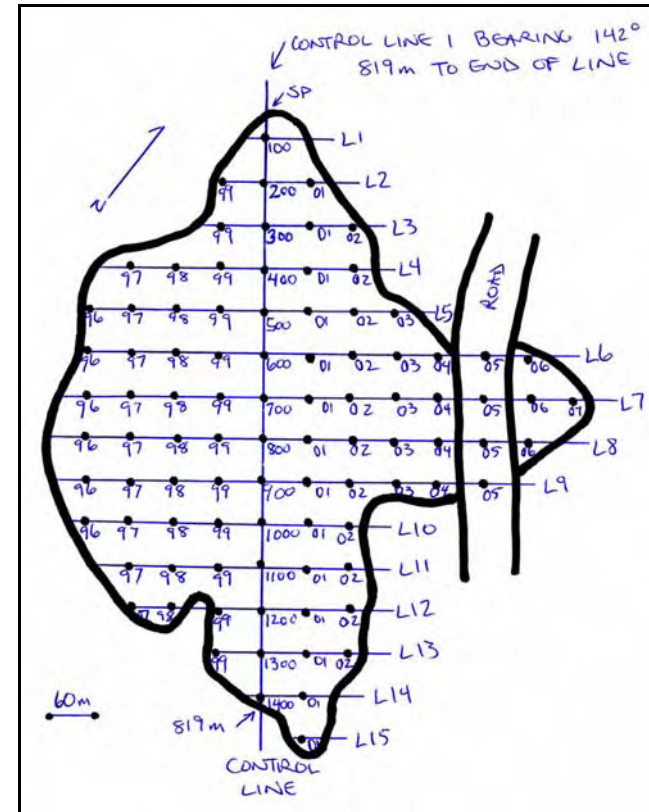 CONTROL LINE 1 BEARING 142°
819m TO END OF LINE
SP
N
100 L1
99 200 01 L2
99 300 01 02 L3
97 98 99 400 01 02 L4
96 97 98 99 500 01 02 03 L5
ROAD
96 97 98 99 600 01 02 03 04 05 06 L6
96 97 98 99 700 01 02 03 04 05 06 07 L7
96 97 98 99 800 01 02 03 04 05 06 L8
96 97 98 99 900 01 02 03 04 05 L9
96 97 98 99 1000 01 02 L10
97 98 99 1100 01 02 L11
97 98 99 1200 01 02 L12
99 1300 01 02 L13
60m
1400 01 L14
819m
01 L15
CONTROL
LINE